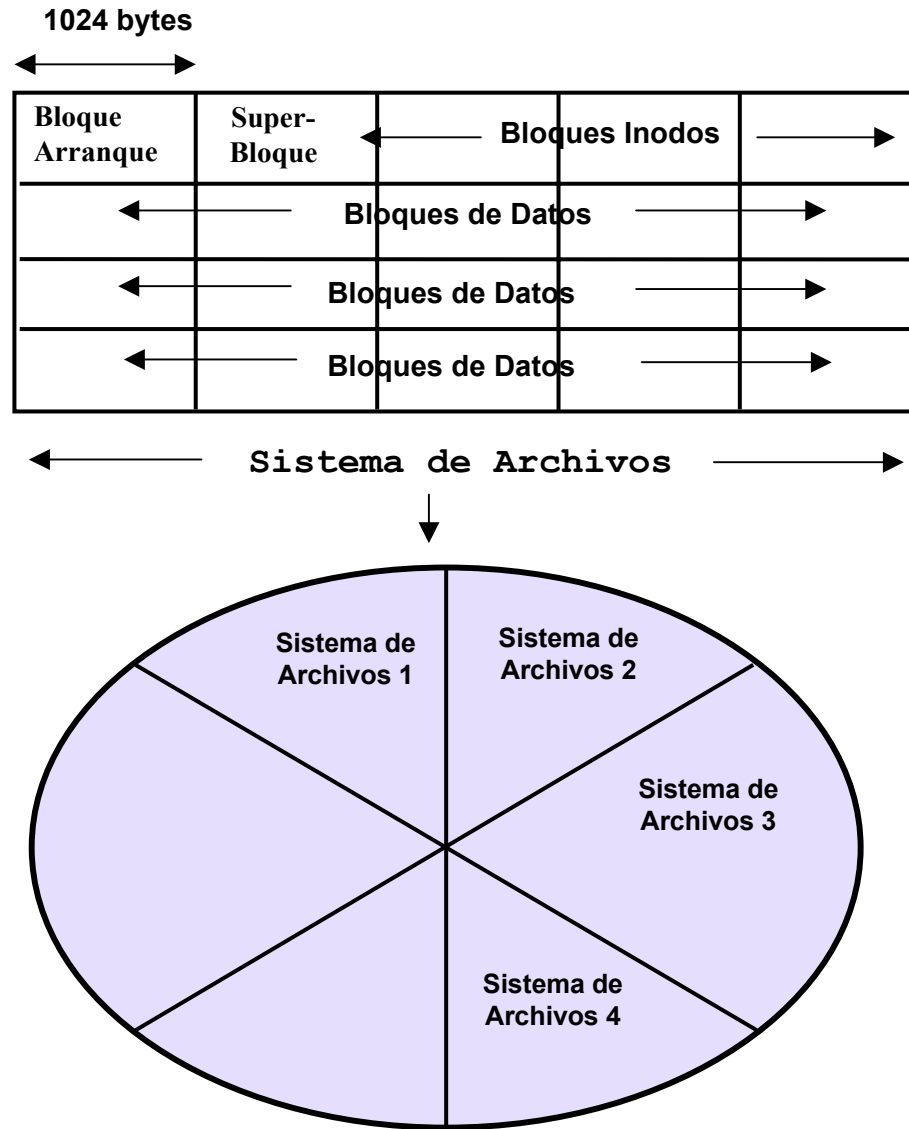 1024 bytes
Bloque
Arranque
Super-
Bloque
Bloques Inodos
Bloques de Datos
Bloques de Datos
Bloques de Datos
Sistema de Archivos
Sistema de
Archivos 1
Sistema de
Archivos 2
Sistema de
Archivos 3
Sistema de
Archivos 4